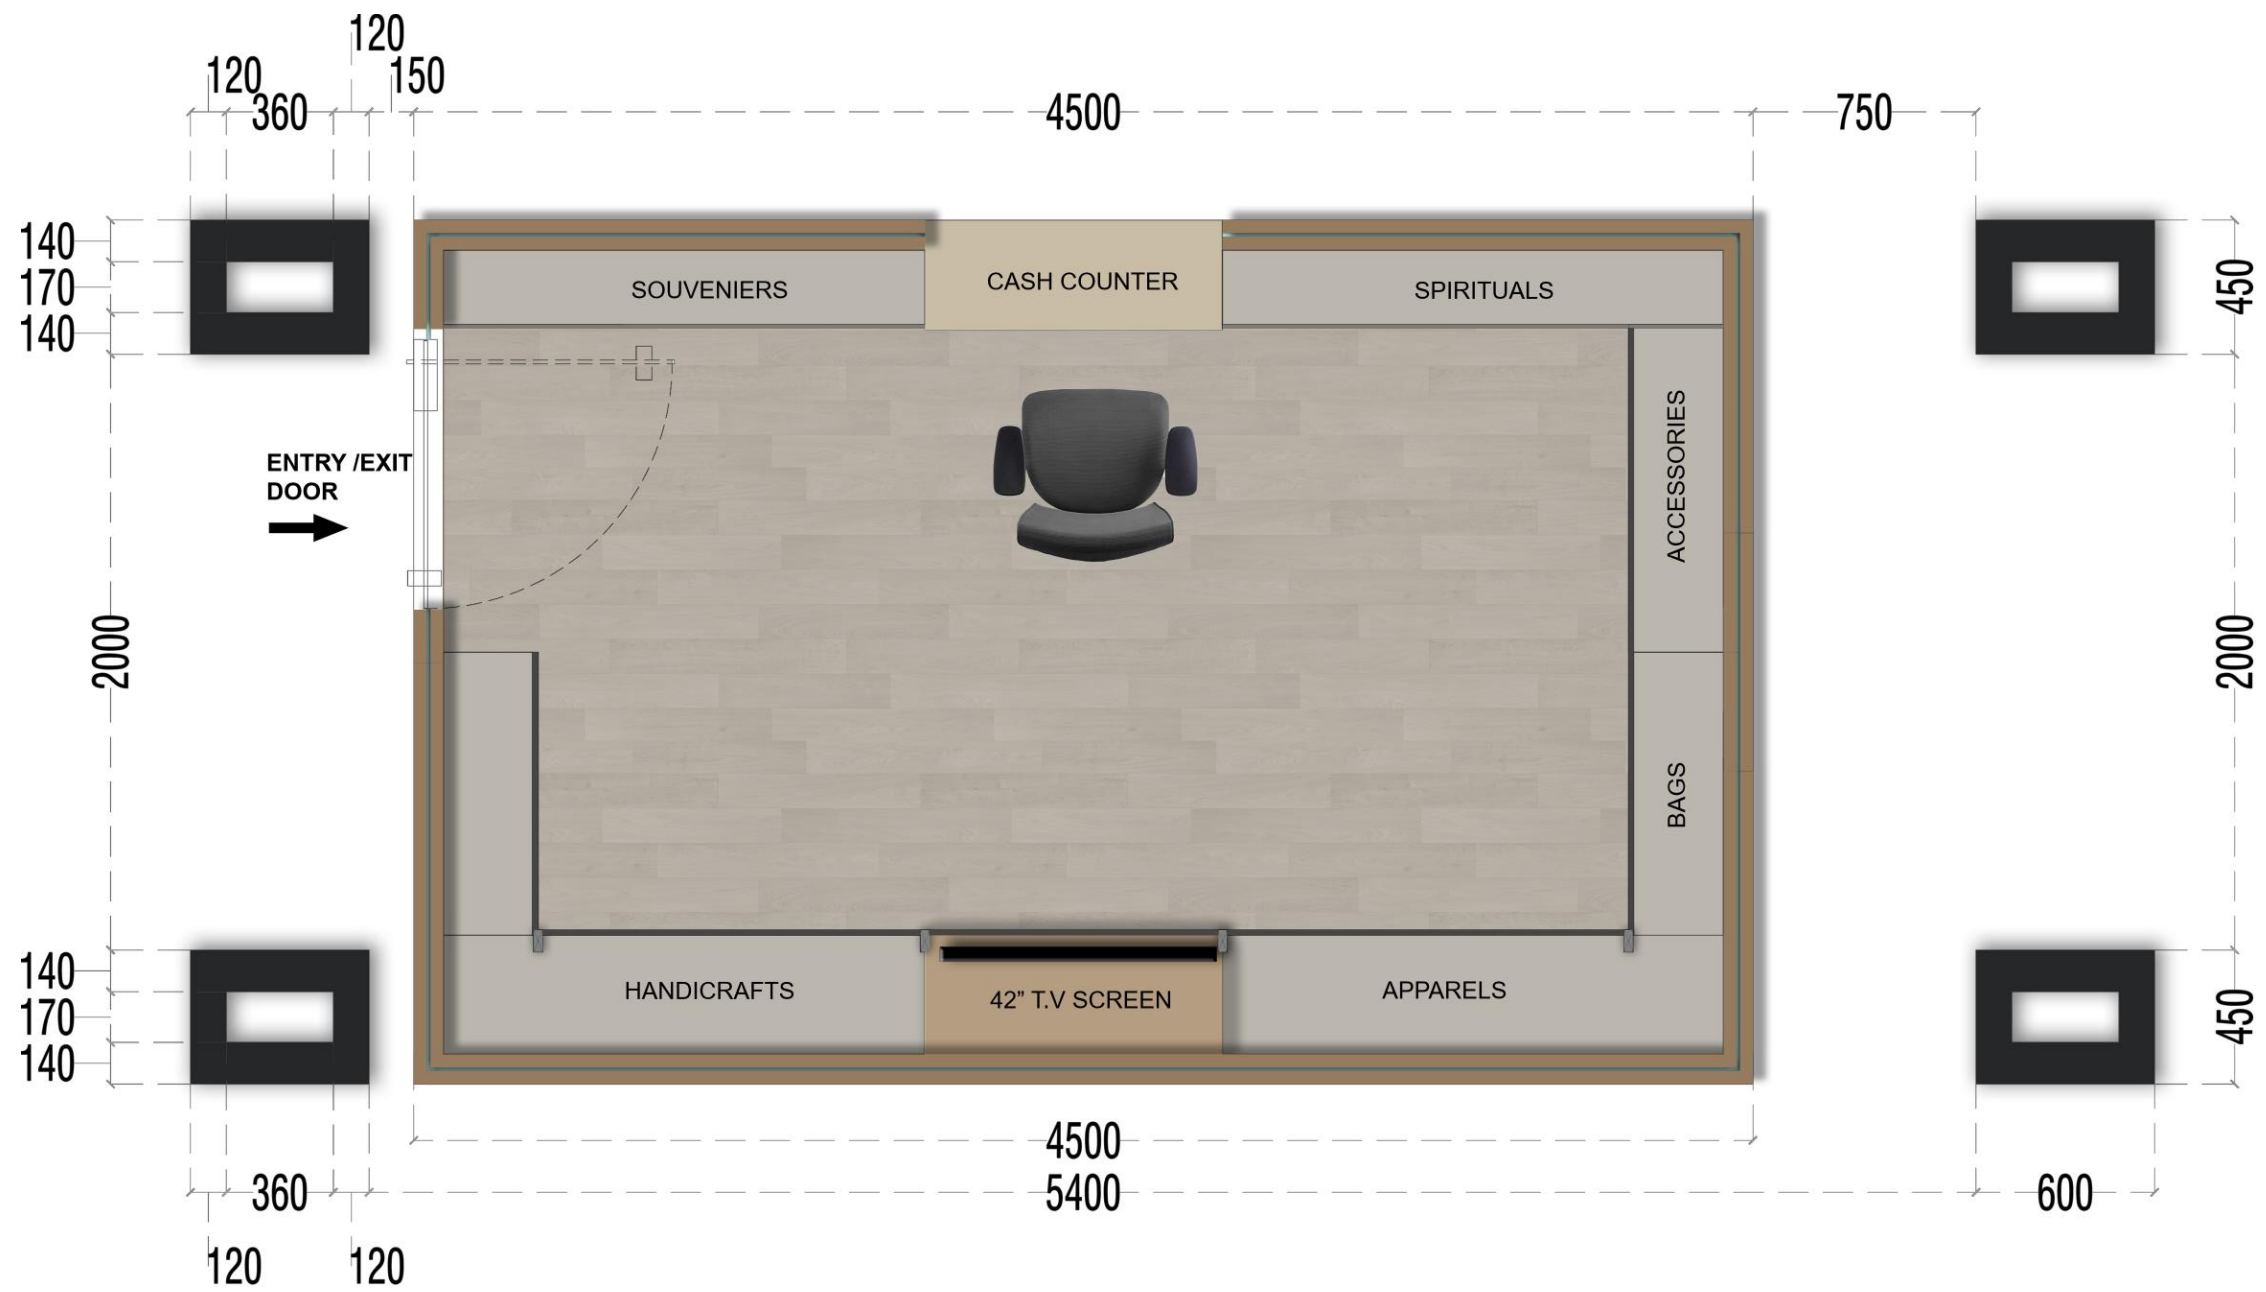 120
120
150
360
4500
750
140
170
140
450
SOUVENIERS
CASH COUNTER
SPIRITUALS
ACCESSORIES
ENTRY /EXIT
DOOR
2000
2000
BAGS
140
170
140
450
HANDICRAFTS
42” T.V SCREEN
APPARELS
4500
360
5400
600
120
120